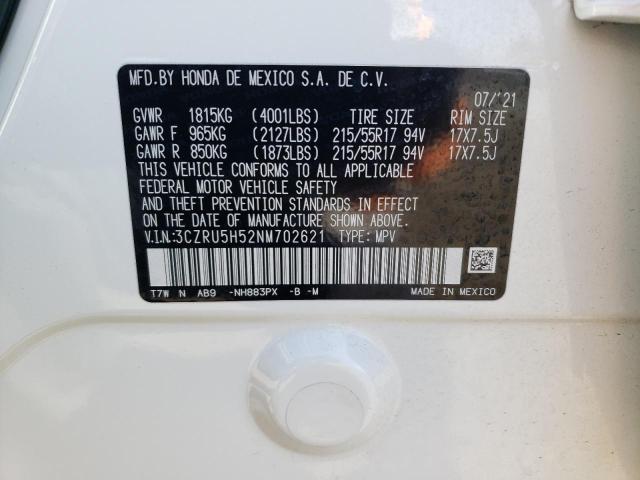 MFD.BY HONDA DE MEXICO S.A. DE C.V.
07/'21
GVWR 1815KG (4001LBS) TIRE SIZE RIM SIZE
GAWR F 965KG (2127LBS) 215/55R17 94V 17X7.5J
GAWR R 850KG (1873LBS) 215/55R17 94V 17X7.5J
THIS VEHICLE CONFORMS TO ALL APPLICABLE
FEDERAL MOTOR VEHICLE SAFETY
AND THEFT PREVENTION STANDARDS IN EFFECT
ON THE DATE OF MANUFACTURE SHOWN ABOVE.
V.I.N.:3CZRU5H52NM702621 TYPE: MPV
T7W N AB9 -NH883PX -B -M MADE IN MEXICO